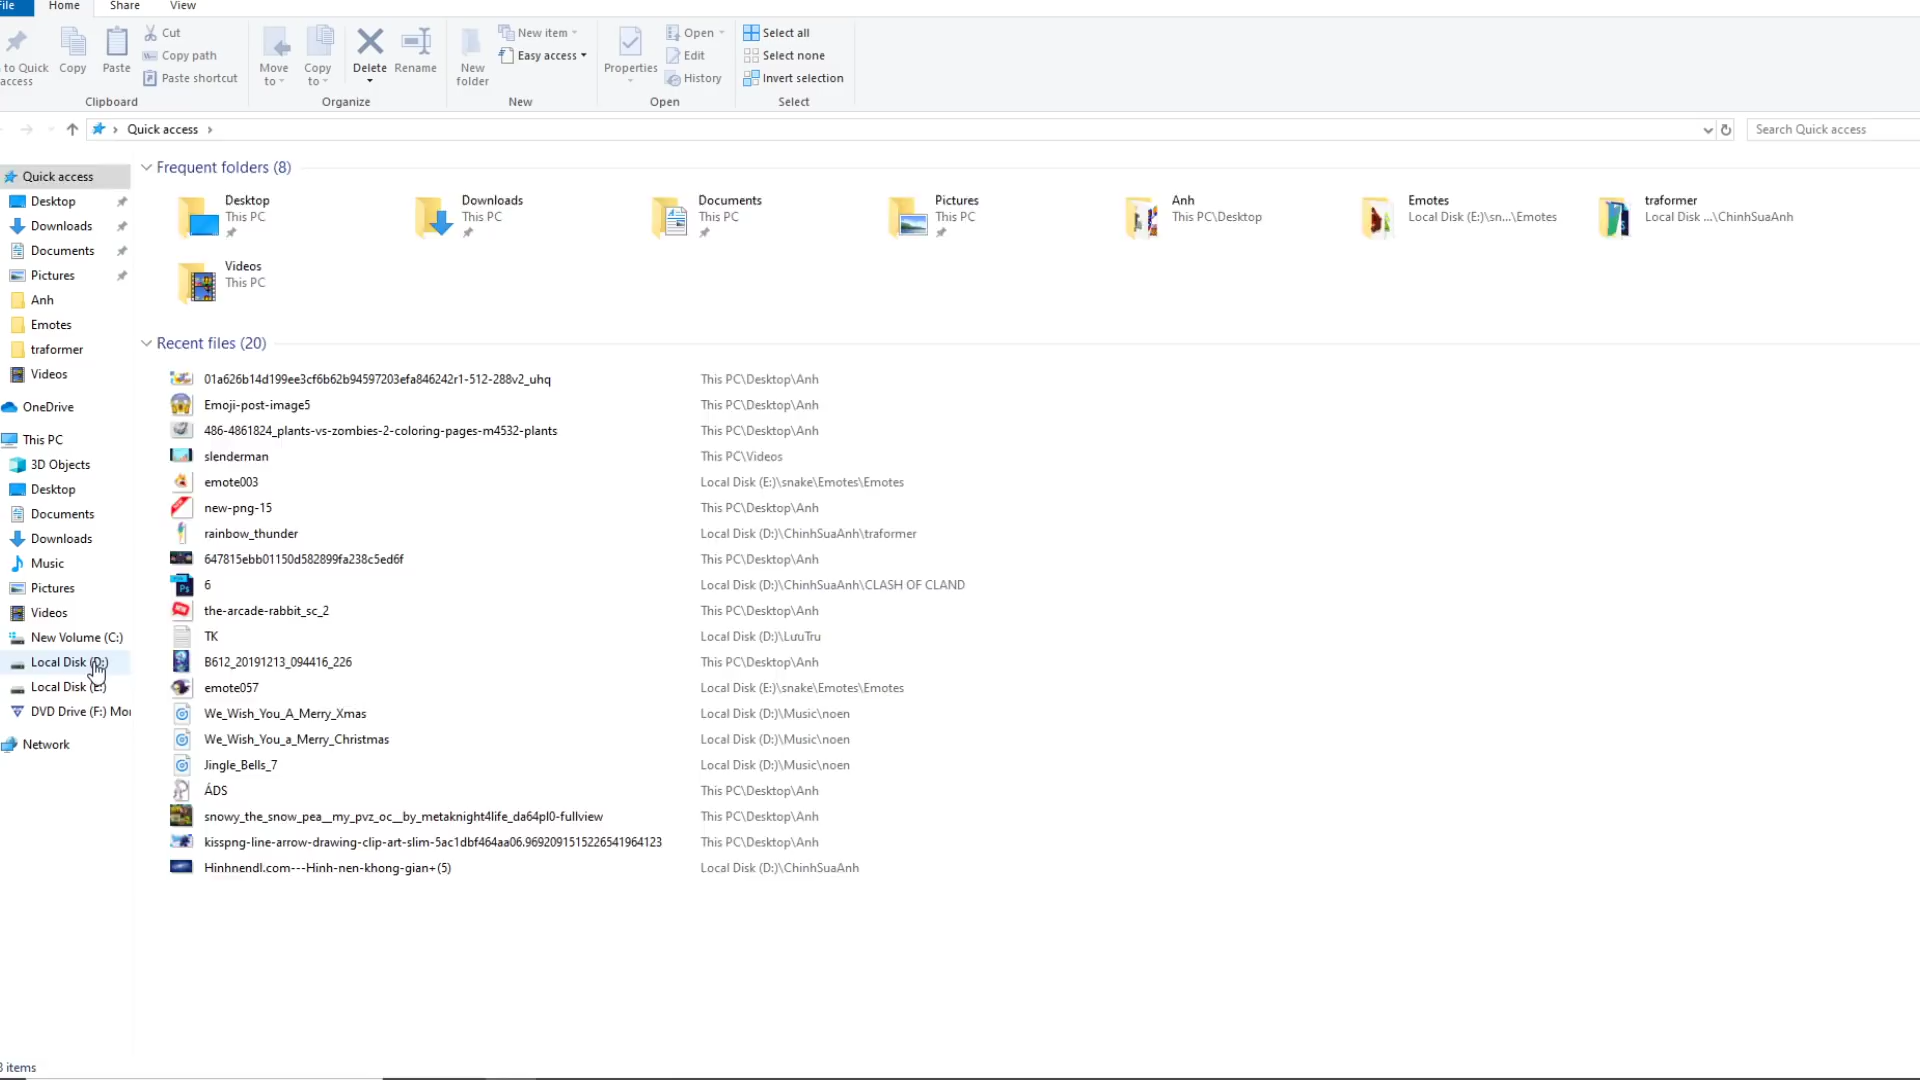 File Home Share View
to Quick access
Copy
Paste
Cut
Copy path
Paste shortcut
Clipboard
Move to
Copy to
Delete
Rename
Organize
New folder
New item
Easy access
New
Properties
Open
Edit
History
Open
Select all
Select none
Invert selection
Select
Quick access
Search Quick access
Quick access
Desktop
Downloads
Documents
Pictures
Anh
Emotes
traformer
Videos
OneDrive
This PC
3D Objects
Desktop
Documents
Downloads
Music
Pictures
Videos
New Volume (C:)
Local Disk (D:)
Local Disk (E:)
DVD Drive (F:) Mo
Network
Frequent folders (8)
Desktop
This PC
Downloads
This PC
Documents
This PC
Pictures
This PC
Anh
This PC\Desktop
Emotes
Local Disk (E:)\sn...\Emotes
traformer
Local Disk ...\ChinhSuaAnh
Videos
This PC
Recent files (20)
01a626b14d199ee3cf6b62b94597203efa846242r1-512-288v2_uhq This PC\Desktop\Anh
Emoji-post-image5 This PC\Desktop\Anh
486-4861824_plants-vs-zombies-2-coloring-pages-m4532-plants This PC\Desktop\Anh
slenderman This PC\Videos
emote003 Local Disk (E:)\snake\Emotes\Emotes
new-png-15 This PC\Desktop\Anh
rainbow_thunder Local Disk (D:)\ChinhSuaAnh\traformer
647815ebb01150d582899fa238c5ed6f This PC\Desktop\Anh
6 Local Disk (D:)\ChinhSuaAnh\CLASH OF CLAND
the-arcade-rabbit_sc_2 This PC\Desktop\Anh
TK Local Disk (D:)\LuuTru
B612_20191213_094416_226 This PC\Desktop\Anh
emote057 Local Disk (E:)\snake\Emotes\Emotes
We_Wish_You_A_Merry_Xmas Local Disk (D:)\Music\noen
We_Wish_You_a_Merry_Christmas Local Disk (D:)\Music\noen
Jingle_Bells_7 Local Disk (D:)\Music\noen
ÁDS This PC\Desktop\Anh
snowy_the_snow_pea__my_pvz_oc__by_metaknight4life_da64pl0-fullview This PC\Desktop\Anh
kisspng-line-arrow-drawing-clip-art-slim-5ac1dbf464aa06.9692091515226541964123 This PC\Desktop\Anh
Hinhnendl.com---Hinh-nen-khong-gian+(5) Local Disk (D:)\ChinhSuaAnh
items